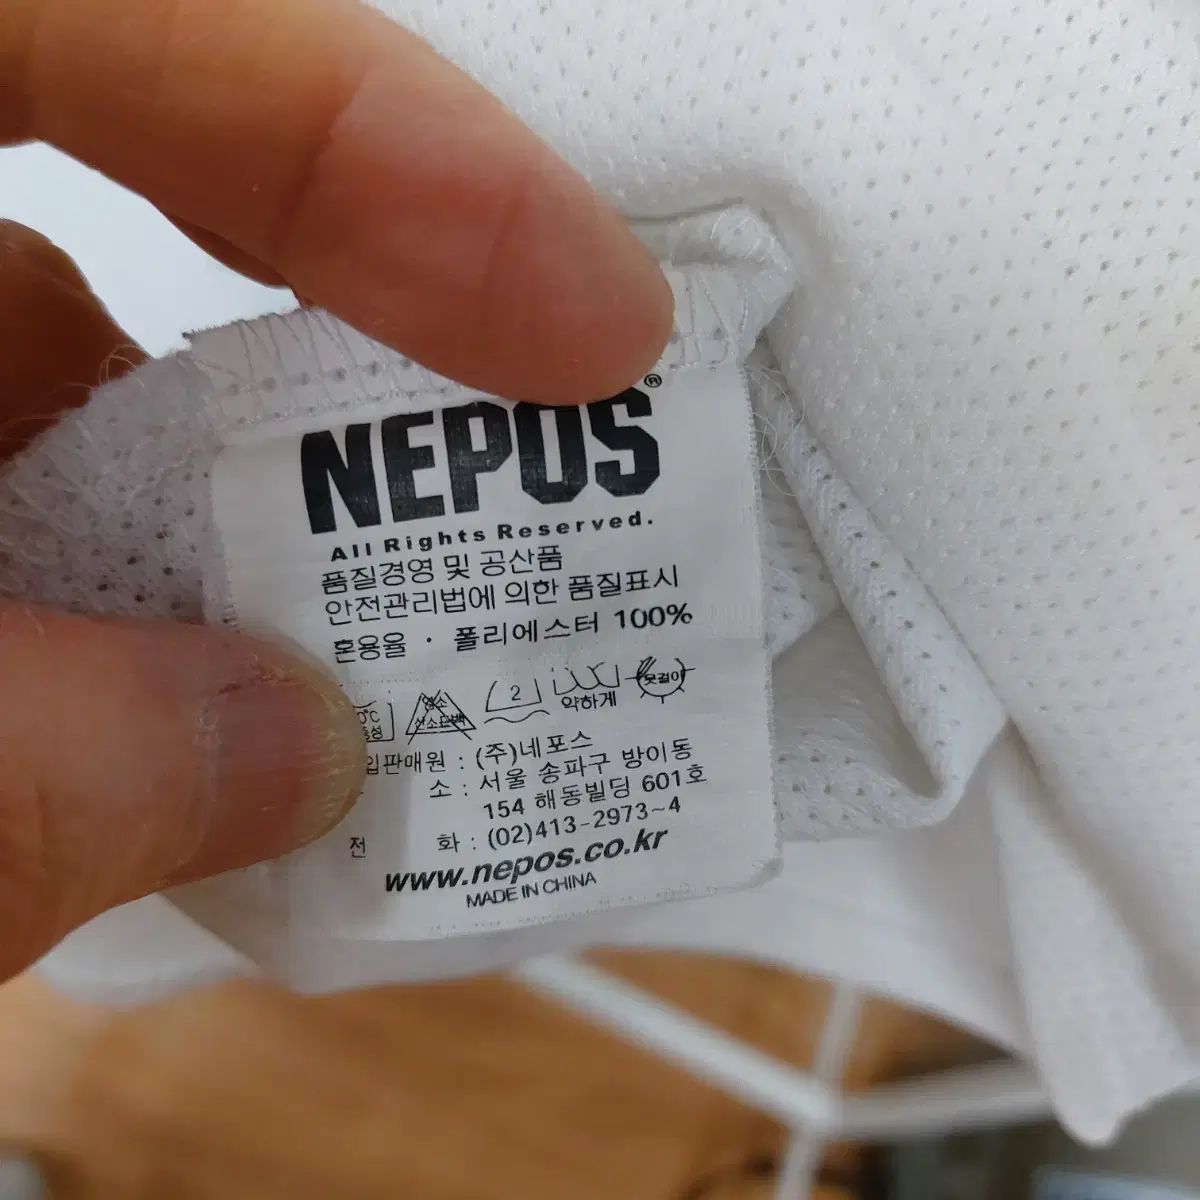 NEPOS®
All Rights Reserved.
품질경영 및 공산품
안전관리법에 의한 품질표시
혼용율 · 폴리에스터 100%
2 약하게 옷걸이
입판매원 : (주)네포스
소 : 서울 송파구 방이동
154 해동빌딩 601호
전 화 : (02)413-2973~4
www.nepos.co.kr
MADE IN CHINA